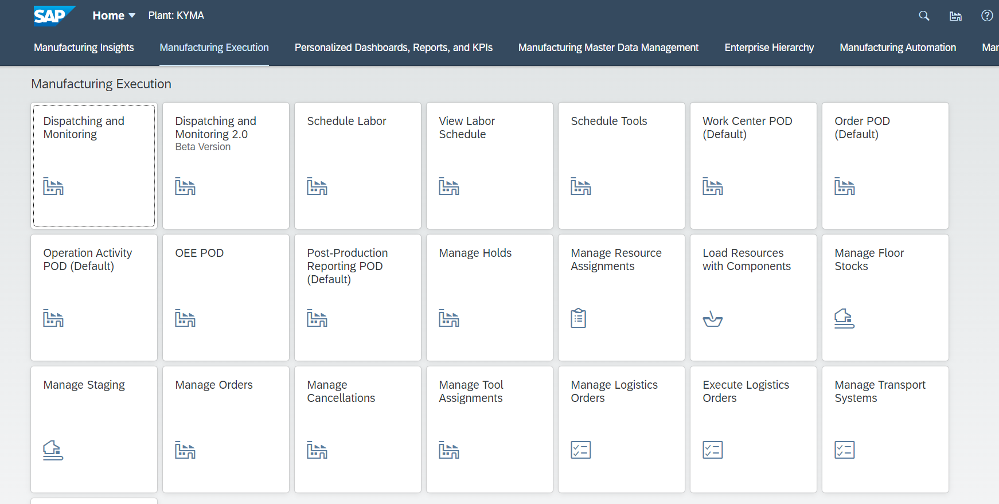 SAP Home Plant: KYMA
Manufacturing Insights Manufacturing Execution Personalized Dashboards, Reports, and KPIs Manufacturing Master Data Management Enterprise Hierarchy Manufacturing Automation Mar
Manufacturing Execution
Dispatching and
Monitoring
Dispatching and
Monitoring 2.0
Beta Version
Schedule Labor
View Labor
Schedule
Schedule Tools
Work Center POD
(Default)
Order POD
(Default)
Operation Activity
POD (Default)
OEE POD
Post-Production
Reporting POD
(Default)
Manage Holds
Manage Resource
Assignments
Load Resources
with Components
Manage Floor
Stocks
Manage Staging
Manage Orders
Manage
Cancellations
Manage Tool
Assignments
Manage Logistics
Orders
Execute Logistics
Orders
Manage Transport
Systems